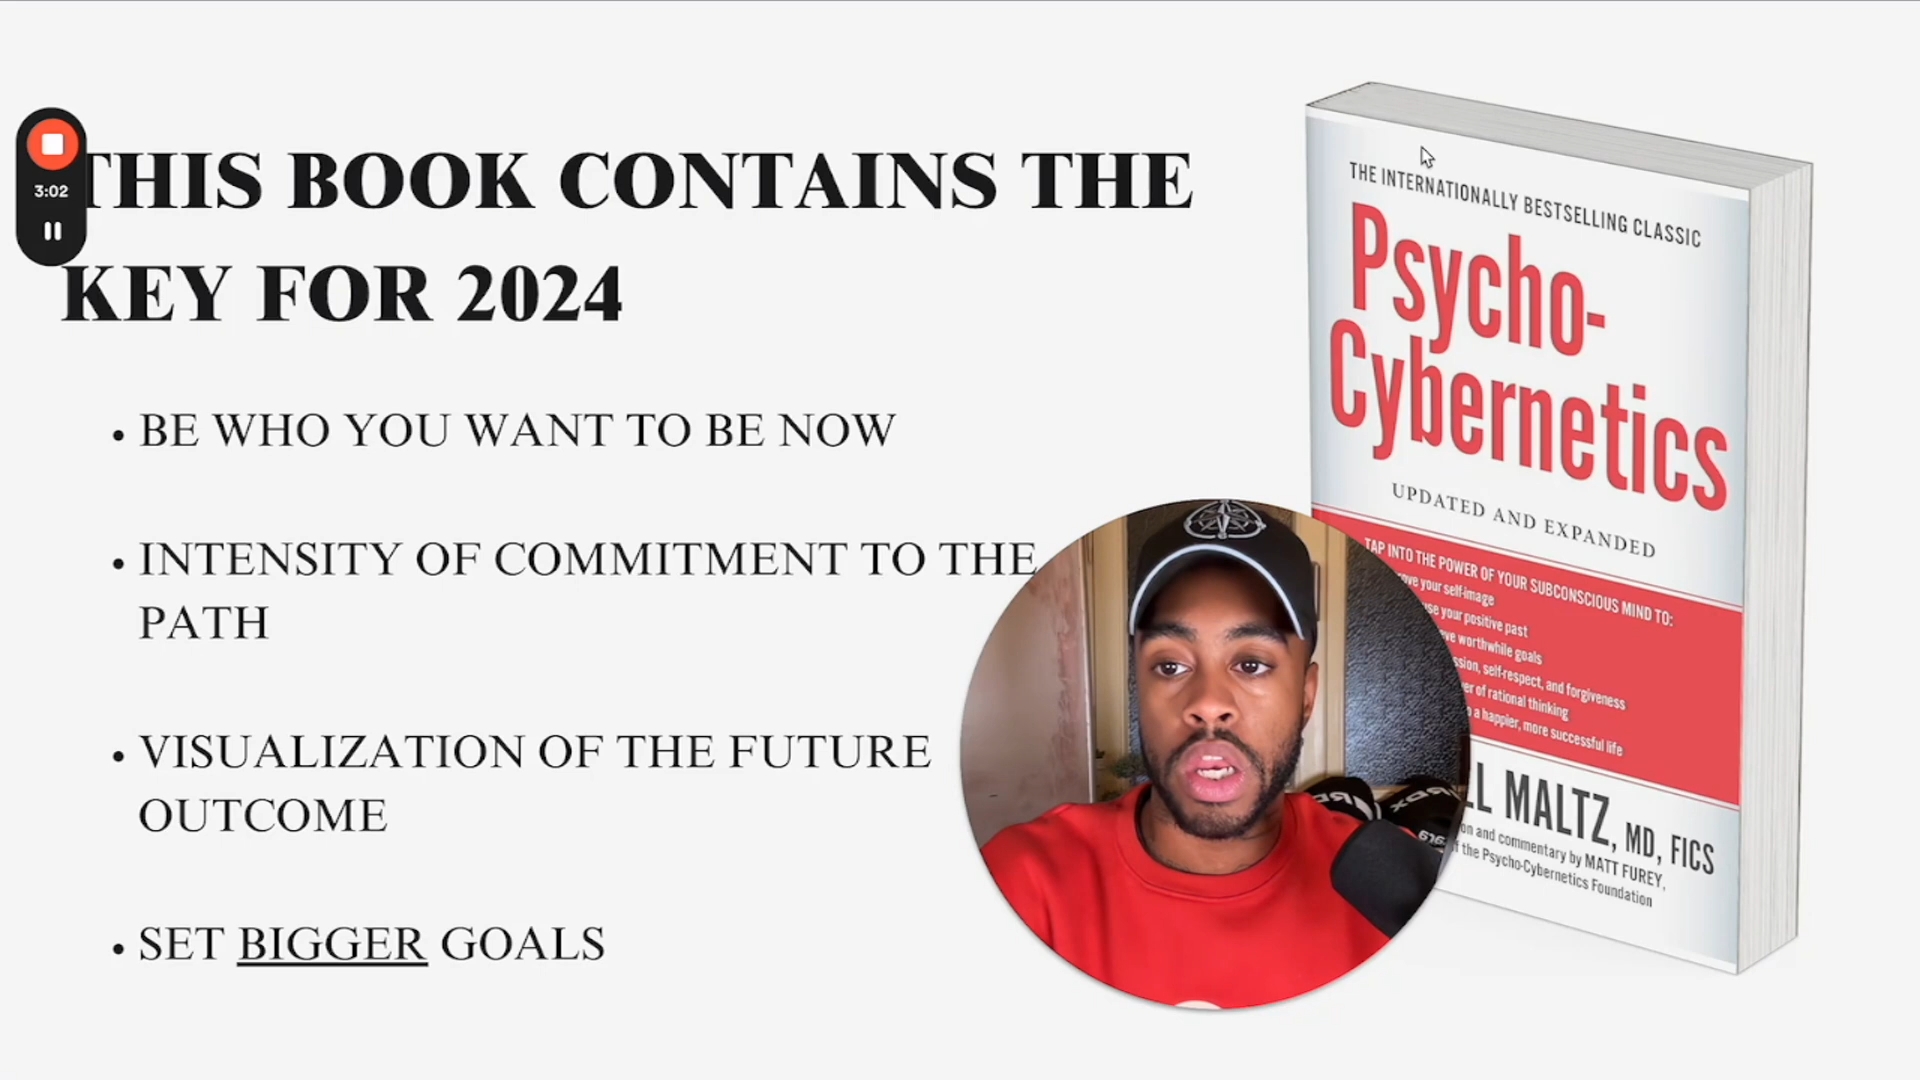 3:02
THIS BOOK CONTAINS THE
KEY FOR 2024
• BE WHO YOU WANT TO BE NOW
• INTENSITY OF COMMITMENT TO THE
PATH
• VISUALIZATION OF THE FUTURE
OUTCOME
• SET BIGGER GOALS
THE INTERNATIONALLY BESTSELLING CLASSIC
Psycho-
Cybernetics
UPDATED AND EXPANDED
TAP INTO THE POWER OF YOUR SUBCONSCIOUS MIND TO:
your self-image
your positive past
worthwhile goals
self-respect, and forgiveness
of rational thinking
a happier, more successful life
MALTZ, MD, FICS
and commentary by MATT FUREY,
the Psycho-Cybernetics Foundation